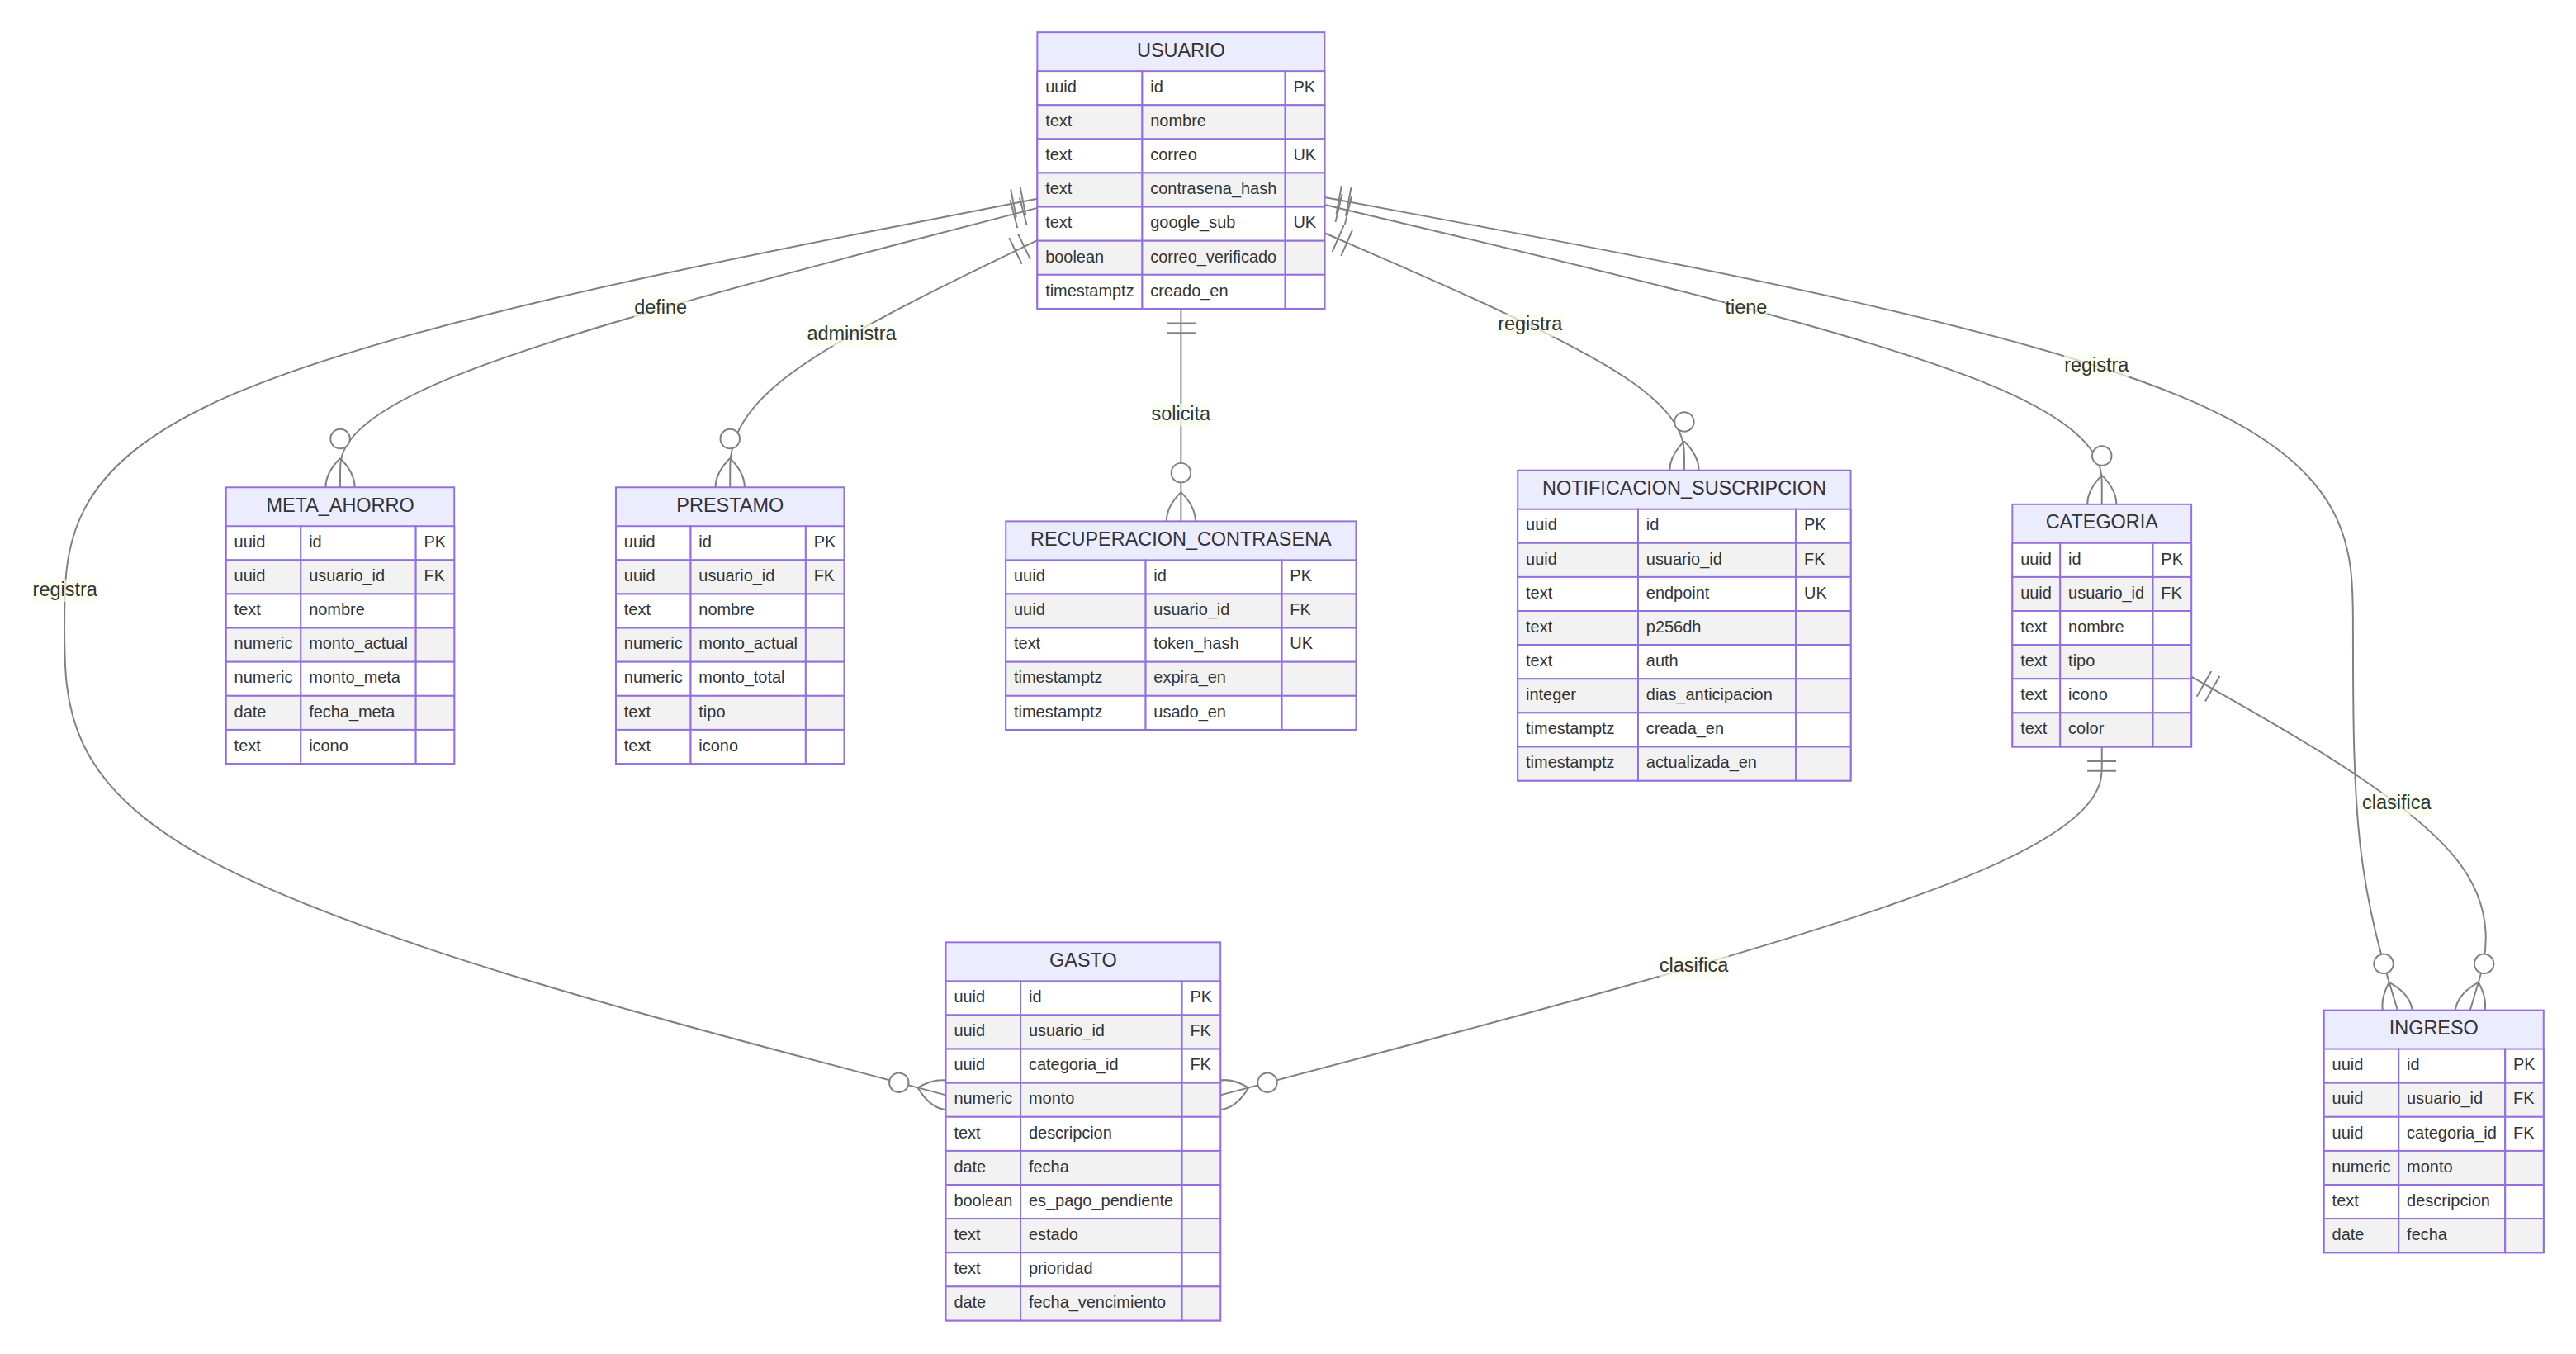 USUARIO
uuid id PK
text nombre
text correo UK
text contrasena_hash
text google_sub UK
boolean correo_verificado
timestamptz creado_en
define
administra
solicita
registra
tiene
registra
registra
META_AHORRO
uuid id PK
uuid usuario_id FK
text nombre
numeric monto_actual
numeric monto_meta
date fecha_meta
text icono
PRESTAMO
uuid id PK
uuid usuario_id FK
text nombre
numeric monto_actual
numeric monto_total
text tipo
text icono
RECUPERACION_CONTRASENA
uuid id PK
uuid usuario_id FK
text token_hash UK
timestamptz expira_en
timestamptz usado_en
NOTIFICACION_SUSCRIPCION
uuid id PK
uuid usuario_id FK
text endpoint UK
text p256dh
text auth
integer dias_anticipacion
timestamptz creada_en
timestamptz actualizada_en
CATEGORIA
uuid id PK
uuid usuario_id FK
text nombre
text tipo
text icono
text color
clasifica
clasifica
GASTO
uuid id PK
uuid usuario_id FK
uuid categoria_id FK
numeric monto
text descripcion
date fecha
boolean es_pago_pendiente
text estado
text prioridad
date fecha_vencimiento
INGRESO
uuid id PK
uuid usuario_id FK
uuid categoria_id FK
numeric monto
text descripcion
date fecha